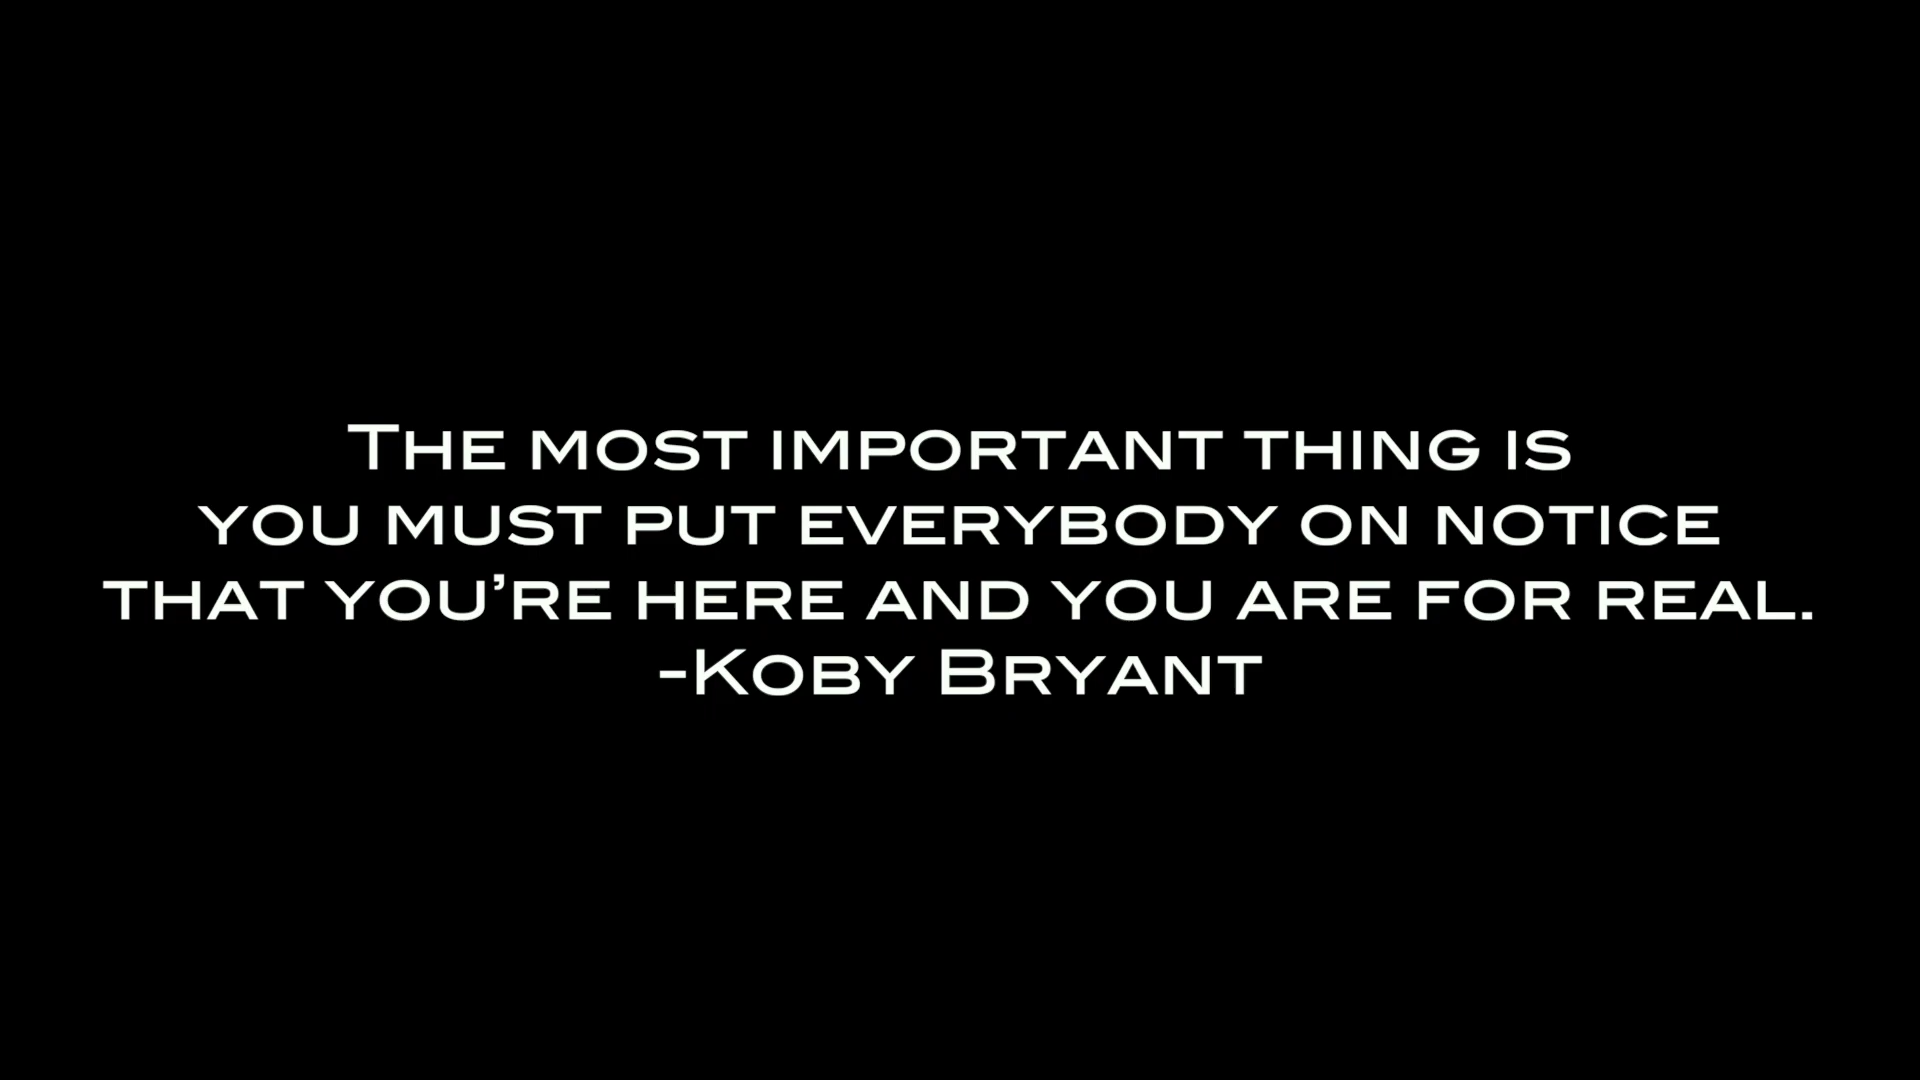 The most important thing is
you must put everybody on notice
that you’re here and you are for real.
-Koby Bryant